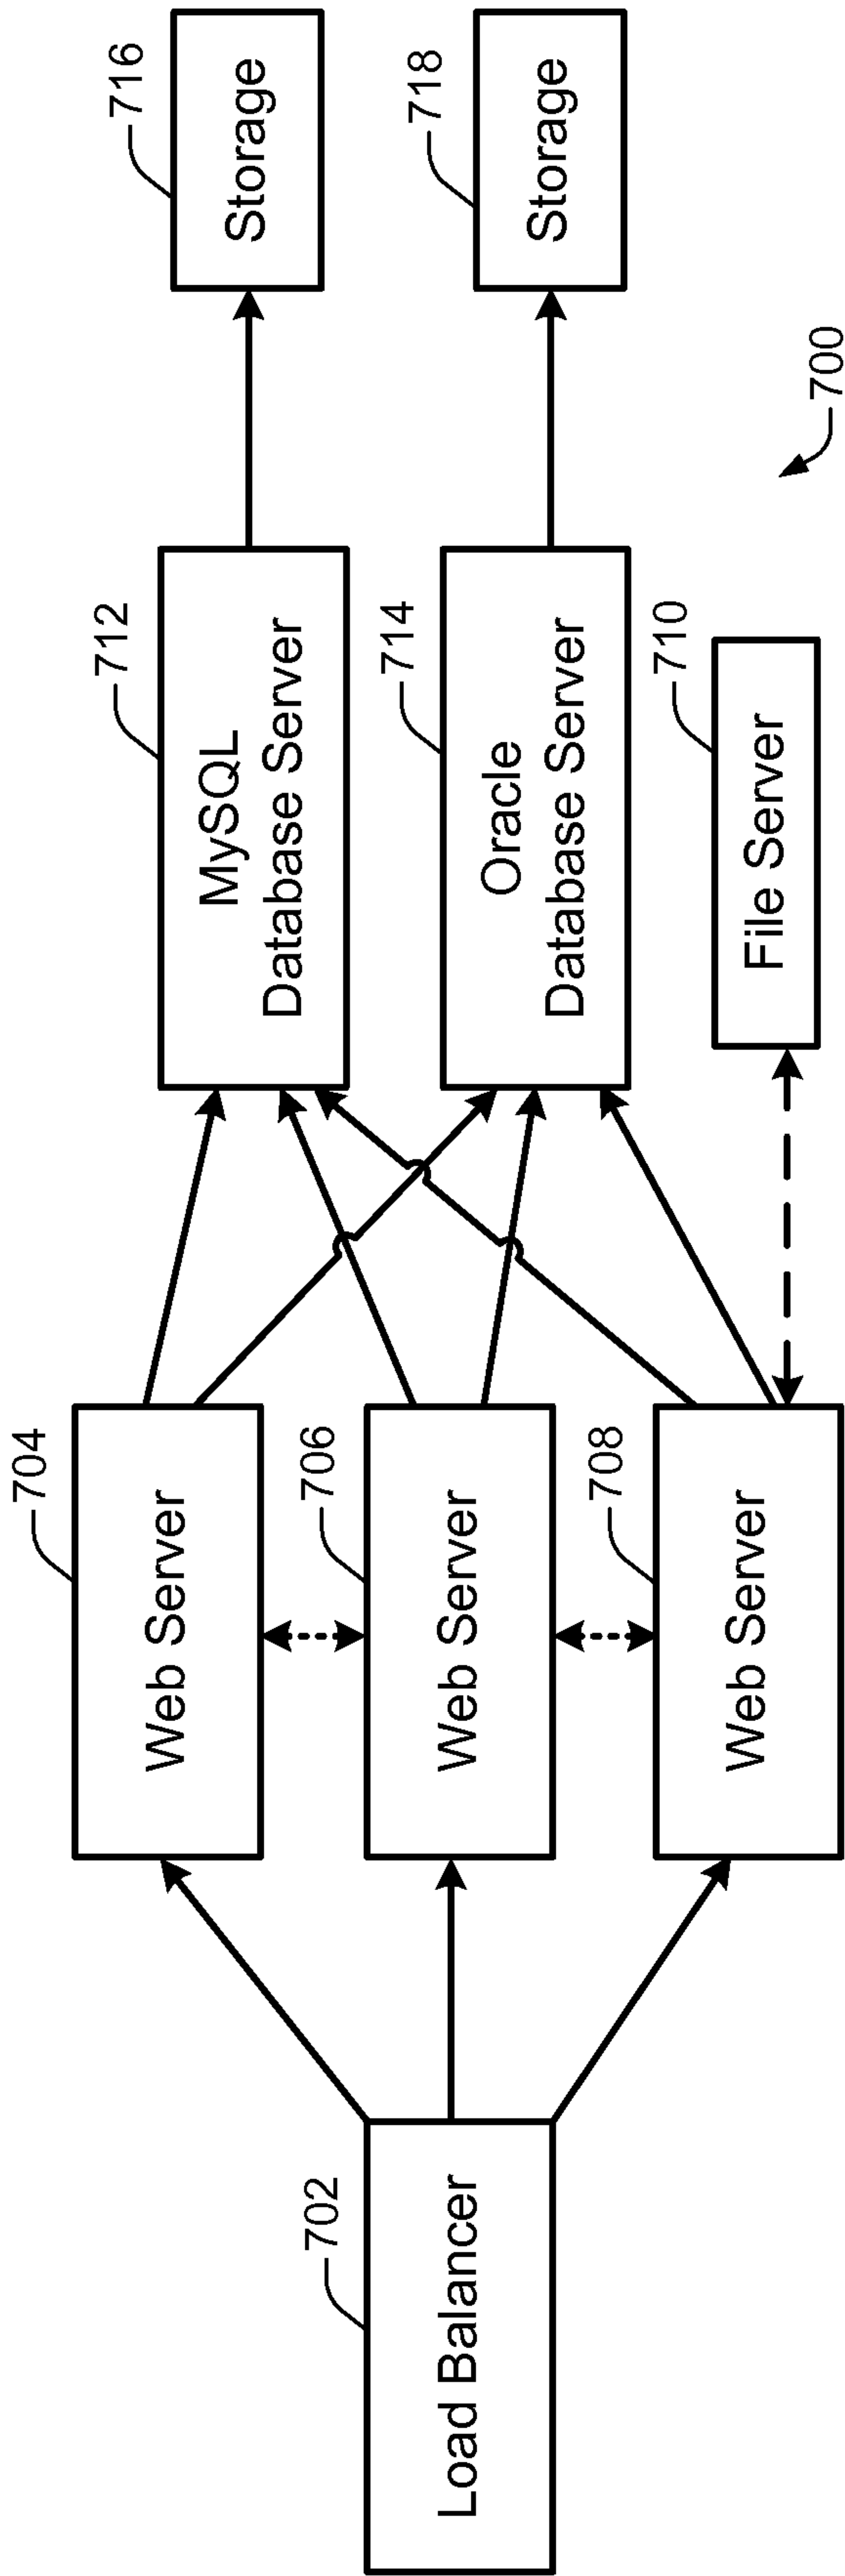 702
Load Balancer
704
Web Server
706
Web Server
708
Web Server
712
MySQL
Database Server
714
Oracle
Database Server
710
File Server
716
Storage
718
Storage
700